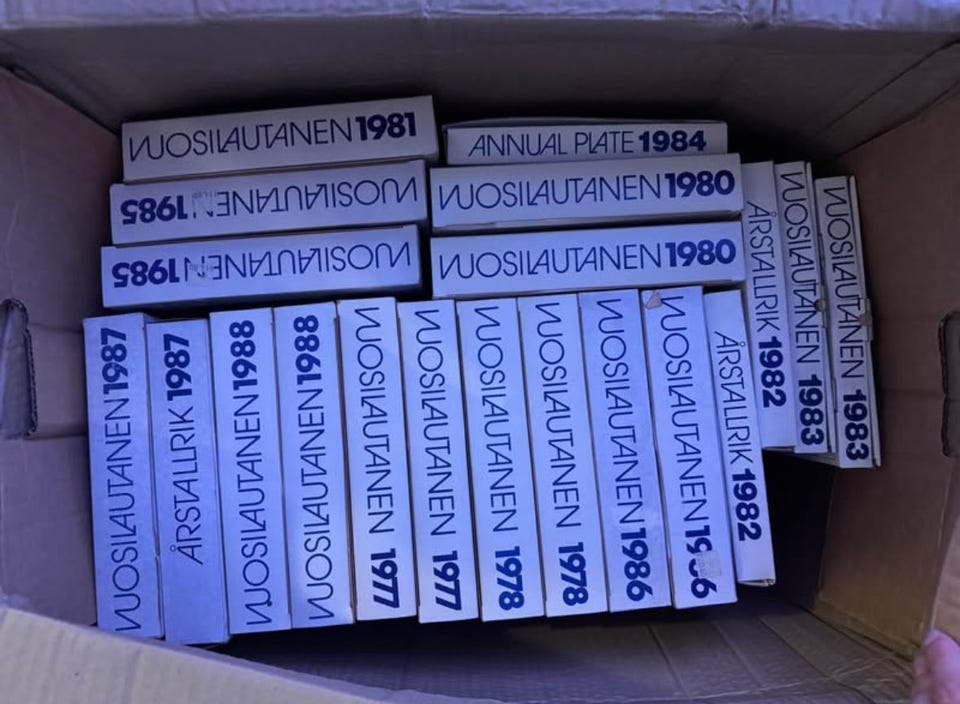 VUOSILAUTANEN 1981
VUOSILAUTANEN 1985
VUOSILAUTANEN 1985
ANNUAL PLATE 1984
VUOSILAUTANEN 1980
VUOSILAUTANEN 1980
ÅRSTALLRIK 1982
VUOSILAUTANEN 1983
VUOSILAUTANEN 1983
VUOSILAUTANEN 1987
ÅRSTALLRIK 1987
VUOSILAUTANEN 1988
VUOSILAUTANEN 1988
VUOSILAUTANEN 1977
VUOSILAUTANEN 1977
VUOSILAUTANEN 1978
VUOSILAUTANEN 1978
VUOSILAUTANEN 1986
VUOSILAUTANEN 1986
ÅRSTALLRIK 1982